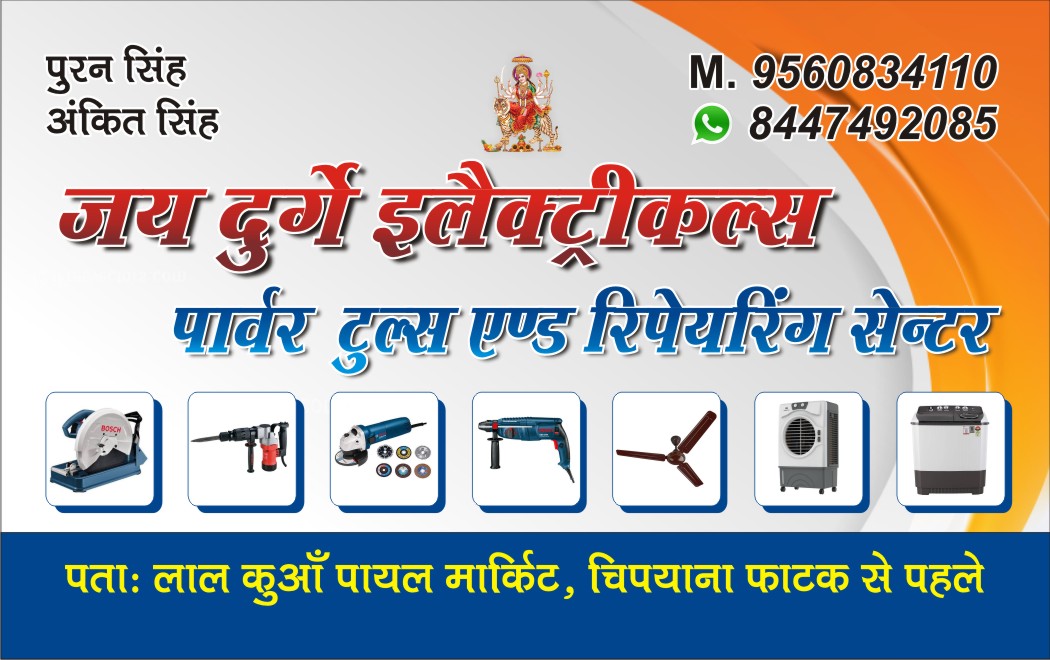 पुरन सिंह
अंकित सिंह
M. 9560834110
8447492085
जय दुर्गे इलैक्ट्रीकल्स
पार्वर टुल्स एण्ड रिपेयरिंग सेन्टर
BOSCH
पताः लाल कुआँ पायल मार्किट, चिपयाना फाटक से पहले